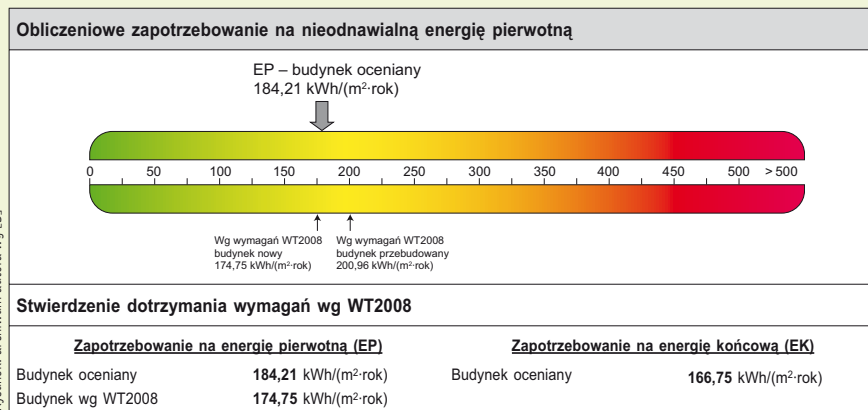 Obliczeniowe zapotrzebowanie na nieodnawialną energię pierwotną
EP – budynek oceniany
184,21 kWh/(m²·rok)
0 50 100 150 200 250 300 350 400 450 500 > 500
Wg wymagań WT2008
budynek nowy
174,75 kWh/(m²·rok)
Wg wymagań WT2008
budynek przebudowany
200,96 kWh/(m²·rok)
Stwierdzenie dotrzymania wymagań wg WT2008
Zapotrzebowanie na energię pierwotną (EP)
Budynek oceniany 184,21 kWh/(m²·rok)
Budynek wg WT2008 174,75 kWh/(m²·rok)
Zapotrzebowanie na energię końcową (EK)
Budynek oceniany 166,75 kWh/(m²·rok)